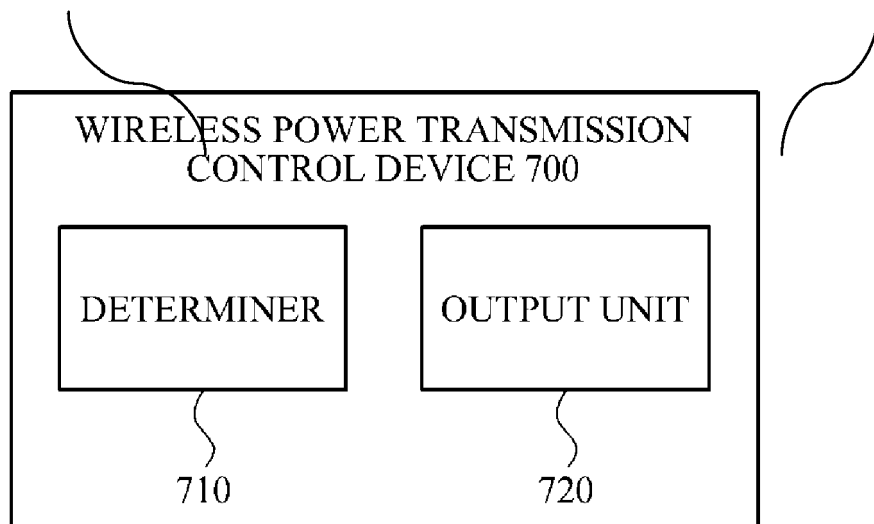 WIRELESS POWER TRANSMISSION
CONTROL DEVICE 700
DETERMINER
OUTPUT UNIT
710
720